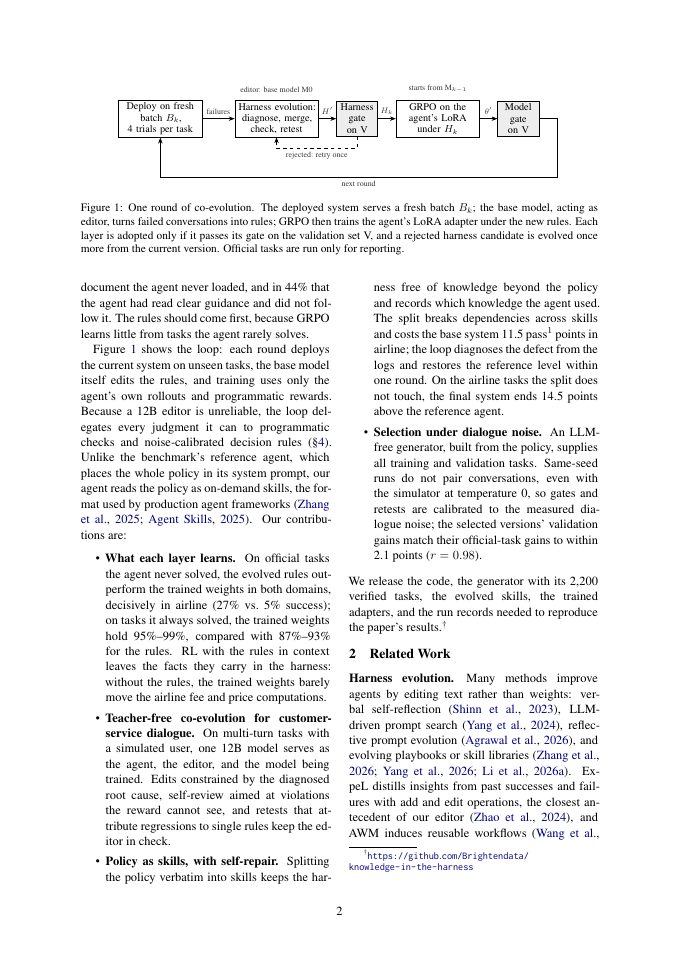 editor: base model M0
starts from M_{k−1}
Deploy on fresh
batch B_k,
4 trials per task
failures
Harness evolution:
diagnose, merge,
check, retest
H′
Harness
gate
on V
H_k
GRPO on the
agent's LoRA
under H_k
θ′
Model
gate
on V
rejected: retry once
next round
Figure 1: One round of co-evolution. The deployed system serves a fresh batch B_k; the base model, acting as
editor, turns failed conversations into rules; GRPO then trains the agent's LoRA adapter under the new rules. Each
layer is adopted only if it passes its gate on the validation set V, and a rejected harness candidate is evolved once
more from the current version. Official tasks are run only for reporting.
document the agent never loaded, and in 44% that
the agent had read clear guidance and did not fol-
low it. The rules should come first, because GRPO
learns little from tasks the agent rarely solves.
Figure 1 shows the loop: each round deploys
the current system on unseen tasks, the base model
itself edits the rules, and training uses only the
agent's own rollouts and programmatic rewards.
Because a 12B editor is unreliable, the loop del-
egates every judgment it can to programmatic
checks and noise-calibrated decision rules (§4).
Unlike the benchmark's reference agent, which
places the whole policy in its system prompt, our
agent reads the policy as on-demand skills, the for-
mat used by production agent frameworks (Zhang
et al., 2025; Agent Skills, 2025). Our contribu-
tions are:
• What each layer learns. On official tasks
the agent never solved, the evolved rules out-
perform the trained weights in both domains,
decisively in airline (27% vs. 5% success);
on tasks it always solved, the trained weights
hold 95%–99%, compared with 87%–93%
for the rules. RL with the rules in context
leaves the facts they carry in the harness:
without the rules, the trained weights barely
move the airline fee and price computations.
• Teacher-free co-evolution for customer-
service dialogue. On multi-turn tasks with
a simulated user, one 12B model serves as
the agent, the editor, and the model being
trained. Edits constrained by the diagnosed
root cause, self-review aimed at violations
the reward cannot see, and retests that at-
tribute regressions to single rules keep the ed-
itor in check.
• Policy as skills, with self-repair. Splitting
the policy verbatim into skills keeps the har-
ness free of knowledge beyond the policy
and records which knowledge the agent used.
The split breaks dependencies across skills
and costs the base system 11.5 pass¹ points in
airline; the loop diagnoses the defect from the
logs and restores the reference level within
one round. On the airline tasks the split does
not touch, the final system ends 14.5 points
above the reference agent.
• Selection under dialogue noise. An LLM-
free generator, built from the policy, supplies
all training and validation tasks. Same-seed
runs do not pair conversations, even with
the simulator at temperature 0, so gates and
retests are calibrated to the measured dia-
logue noise; the selected versions' validation
gains match their official-task gains to within
2.1 points (r = 0.98).
We release the code, the generator with its 2,200
verified tasks, the evolved skills, the trained
adapters, and the run records needed to reproduce
the paper's results.†
2 Related Work
Harness evolution. Many methods improve
agents by editing text rather than weights: ver-
bal self-reflection (Shinn et al., 2023), LLM-
driven prompt search (Yang et al., 2024), reflec-
tive prompt evolution (Agrawal et al., 2026), and
evolving playbooks or skill libraries (Zhang et al.,
2026; Yang et al., 2026; Li et al., 2026a). Ex-
peL distills insights from past successes and fail-
ures with add and edit operations, the closest an-
tecedent of our editor (Zhao et al., 2024), and
AWM induces reusable workflows (Wang et al.,
†https://github.com/Brightendata/
knowledge-in-the-harness
2